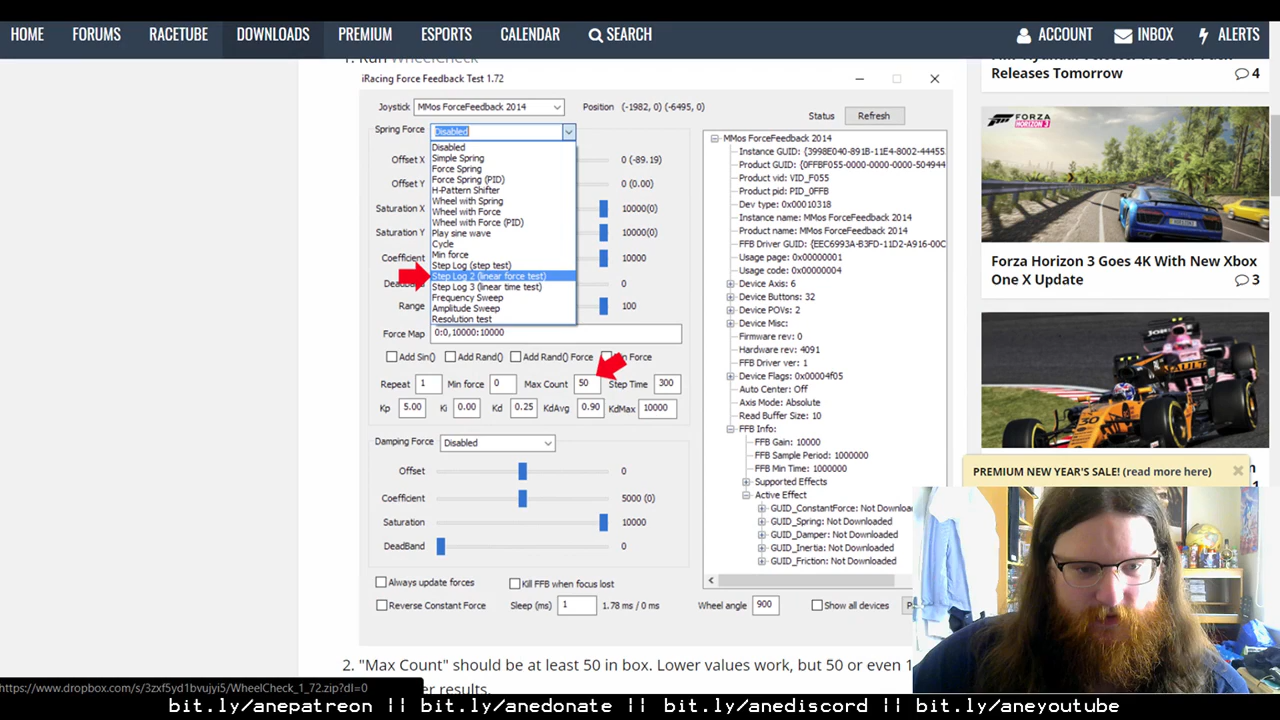 HOME FORUMS RACETUBE DOWNLOADS PREMIUM ESPORTS CALENDAR SEARCH ACCOUNT INBOX ALERTS
1. Run WheelCheck
iRacing Force Feedback Test 1.72
Joystick MMos ForceFeedback 2014 Position (-1982, 0) (-6495, 0)
Status Refresh
Spring Force Disabled
Disabled
Simple Spring
Force Spring
Force Spring (PID)
H-Pattern Shifter
Wheel with Spring
Wheel with Force
Wheel with Force (PID)
Play sine wave
Cycle
Min force
Step Log (step test)
Step Log 2 (linear force test)
Step Log 3 (linear time test)
Frequency Sweep
Amplitude Sweep
Resolution test
Offset X 0 (-89.19)
Offset Y 0 (0.00)
Saturation X 10000(0)
Saturation Y 10000(0)
Coefficient 10000
DeadBand 0
Range 100
Force Map 0:0,10000:10000
Add Sin() Add Rand() Add Rand() Force Min Force
Repeat 1 Min force 0 Max Count 50 Step Time 300
Kp 5.00 Ki 0.00 Kd 0.25 KdAvg 0.90 KdMax 10000
Damping Force Disabled
Offset 0
Coefficient 5000 (0)
Saturation 10000
DeadBand 0
Always update forces Kill FFB when focus lost
Reverse Constant Force Sleep (ms) 1 1.78 ms / 0 ms Wheel angle 900 Show all devices
MMos ForceFeedback 2014
Instance GUID: {3998E040-891B-11E4-8002-44455
Product GUID: {0FFBF055-0000-0000-0000-504944
Product vid: VID_F055
Product pid: PID_0FFB
Dev type: 0x00010318
Instance name: MMos ForceFeedback 2014
Product name: MMos ForceFeedback 2014
FFB Driver GUID: {EEC6993A-B3FD-11D2-A916-00C
Usage page: 0x00000001
Usage code: 0x00000004
Device Axis: 6
Device Buttons: 32
Device POVs: 2
Device Misc:
Firmware rev: 0
Hardware rev: 4091
FFB Driver ver: 1
Device Flags: 0x00004f05
Auto Center: Off
Axis Mode: Absolute
Read Buffer Size: 10
FFB Info:
FFB Gain: 10000
FFB Sample Period: 1000000
FFB Min Time: 1000000
Supported Effects
Active Effect
GUID_ConstantForce: Not Downloa
GUID_Spring: Not Downloaded
GUID_Damper: Not Downloaded
GUID_Inertia: Not Downloaded
GUID_Friction: Not Downloaded
2. "Max Count" should be at least 50 in box. Lower values work, but 50 or even 1
er results.
Releases Tomorrow 4
FORZA HORIZON 3
Forza Horizon 3 Goes 4K With New Xbox
One X Update 3
PREMIUM NEW YEAR'S SALE! (read more here)
https://www.dropbox.com/s/3zxf5yd1bvujyi5/WheelCheck_1_72.zip?dl=0
bit.ly/anepatreon || bit.ly/anedonate || bit.ly/anediscord || bit.ly/aneyoutube